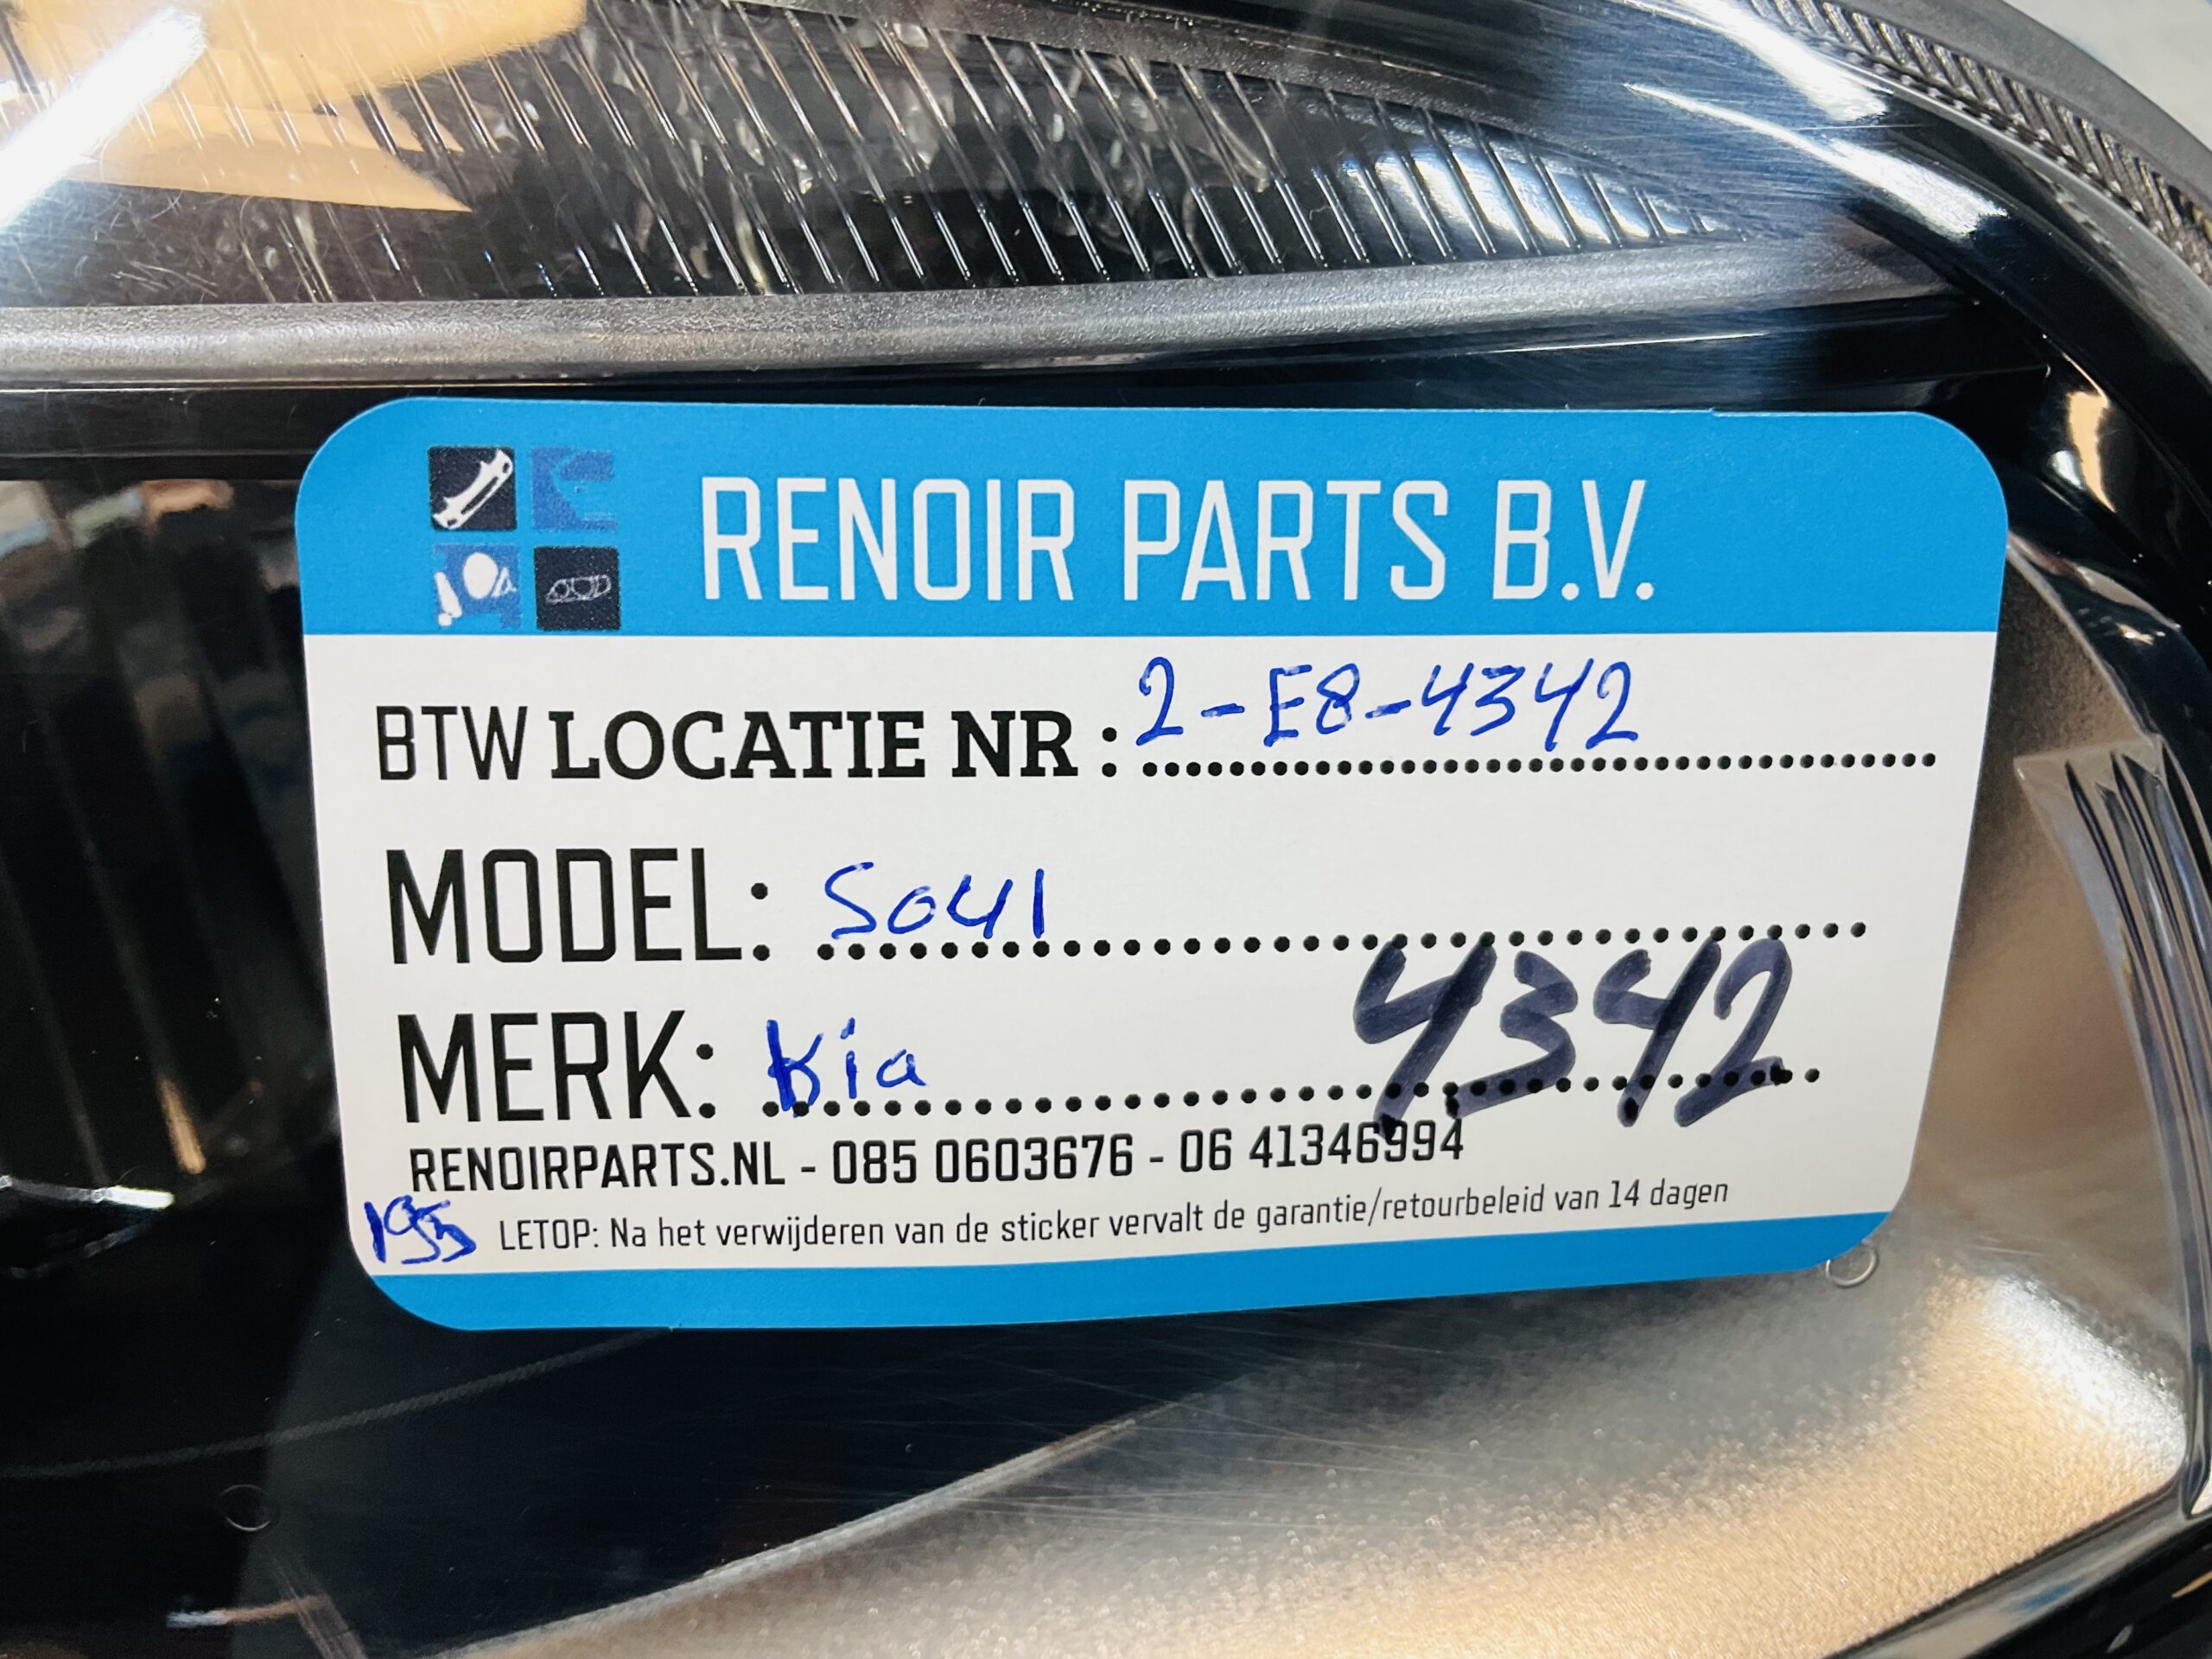 RENOIR PARTS B.V.
BTW LOCATIE NR : 2-E8-4342
MODEL: Soul
MERK: Kia
4342
RENOIRPARTS.NL - 085 0603676 - 06 41346994
195 LETOP: Na het verwijderen van de sticker vervalt de garantie/retourbeleid van 14 dagen